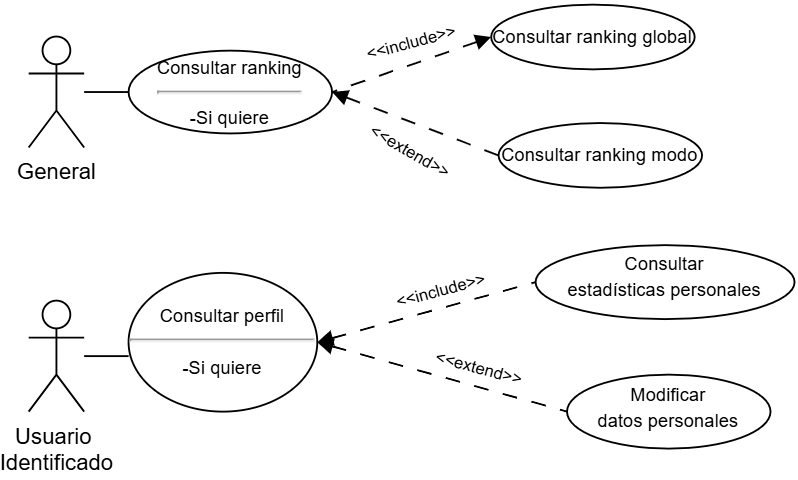 Consultar ranking
-Si quiere
<<include>>
Consultar ranking global
<<extend>>
Consultar ranking modo
General
Consultar perfil
-Si quiere
<<include>>
Consultar
estadísticas personales
<<extend>>
Modificar
datos personales
Usuario
Identificado